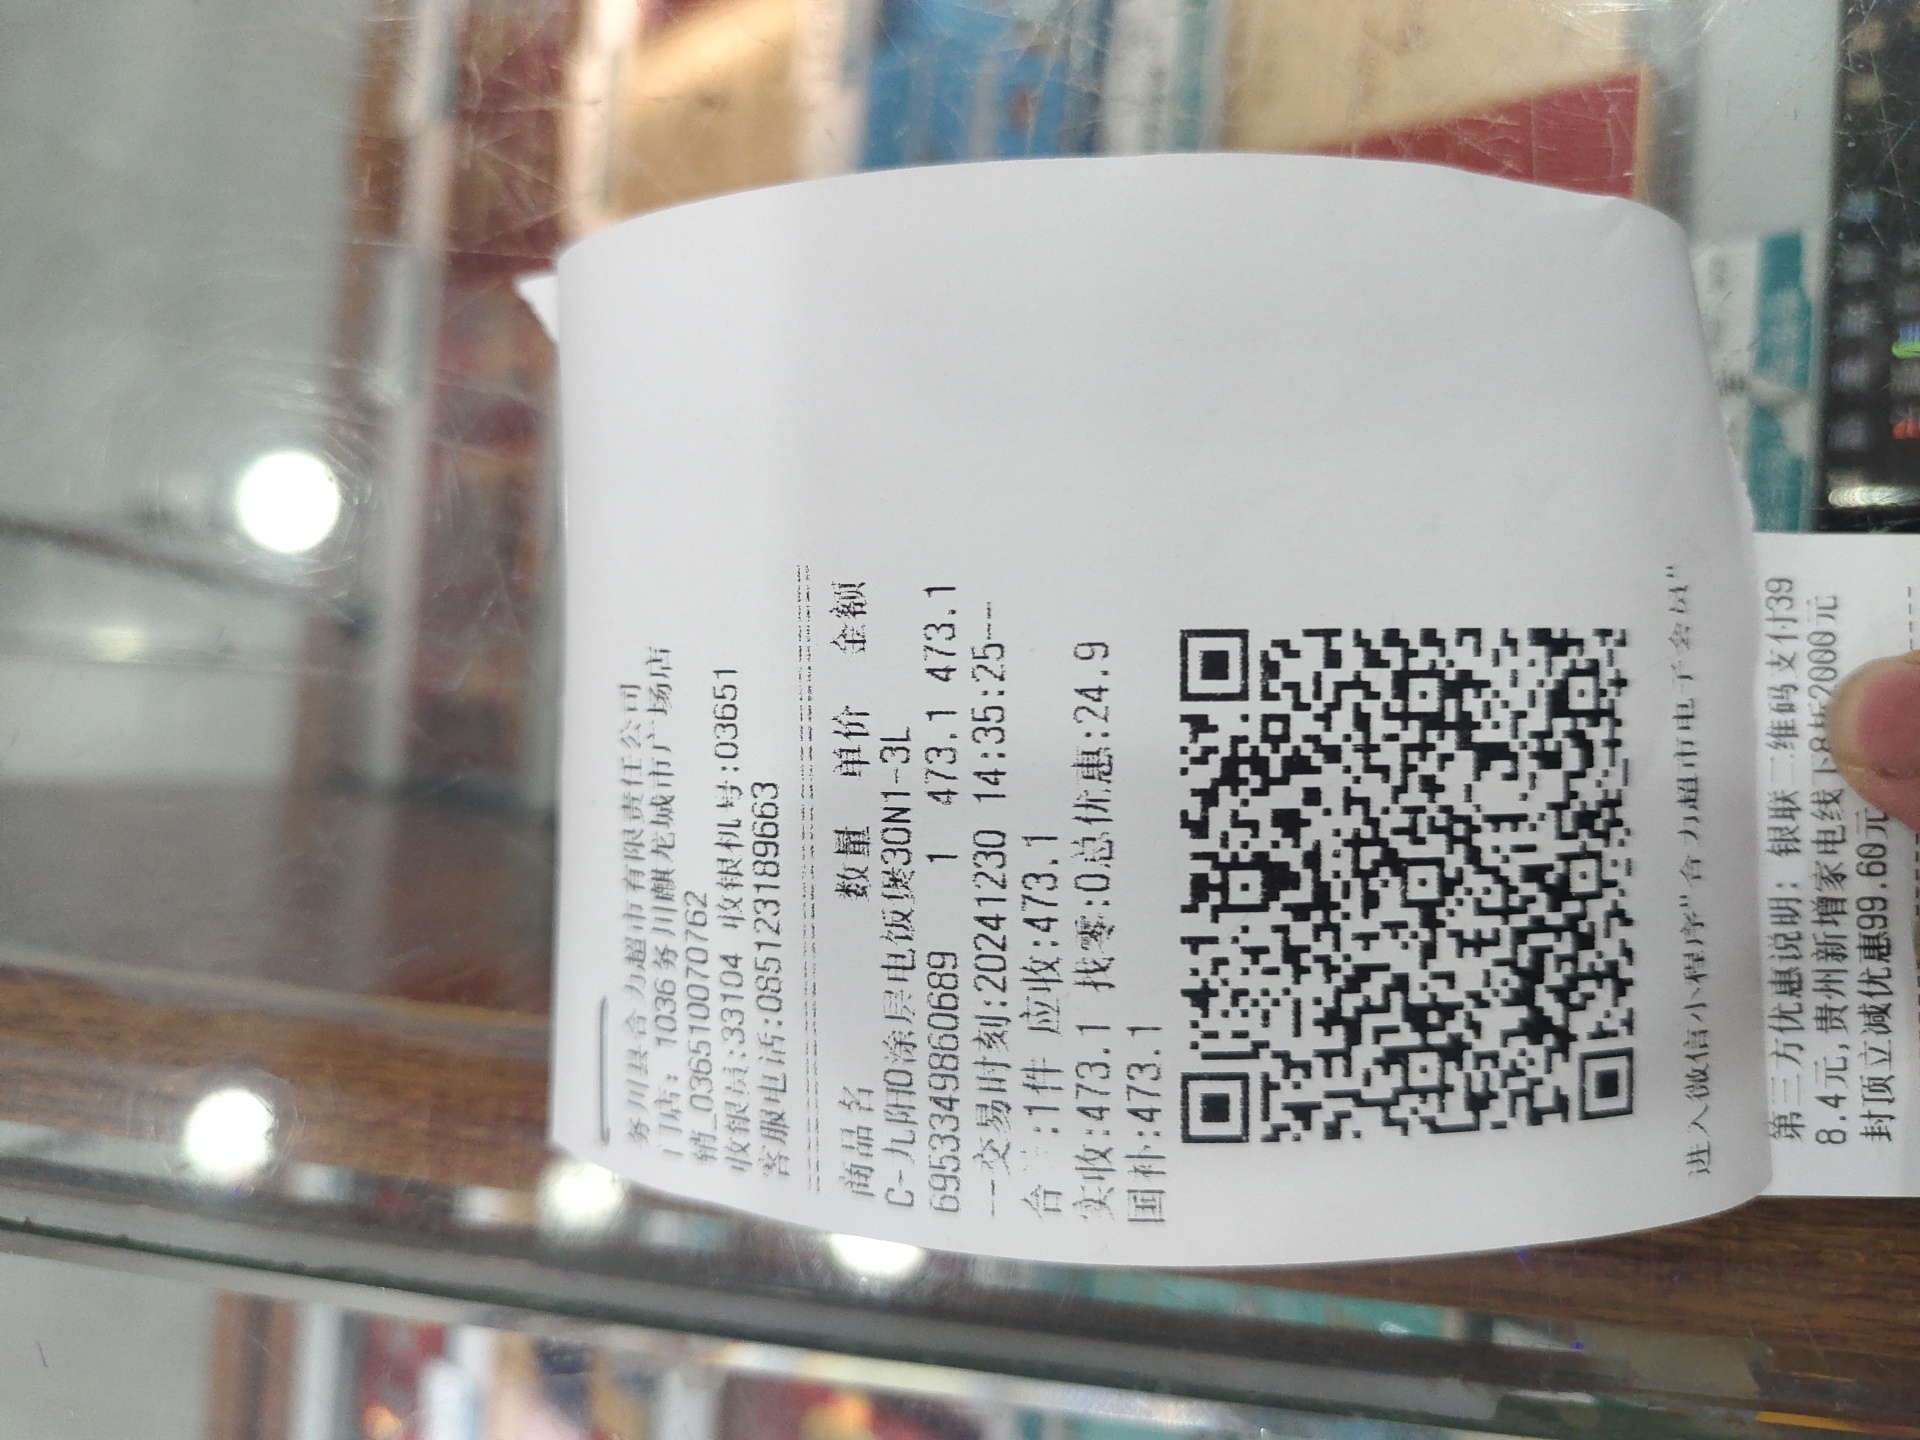 务川县合力超市有限责任公司
门店：1036务川麒龙城市广场店
销_0365100707​62
收银员:33104 收银机号:03651
客服电话:085123189663
商品名 数量 单价 金额
C-九阳0涂层电饭煲30N1-3L
6953349860689 1 473.1 473.1
--交易时刻:20241230 14:35:25--
台 :1件 应收:473.1
实收:473.1 找零:0总优惠:24.9
国补:473.1
进入微信小程序"合力超市电子会员"
第三方优惠说明：银联二维码支付39
8.4元,贵州新增家电线下8折2000元
封顶立减优惠99.60元